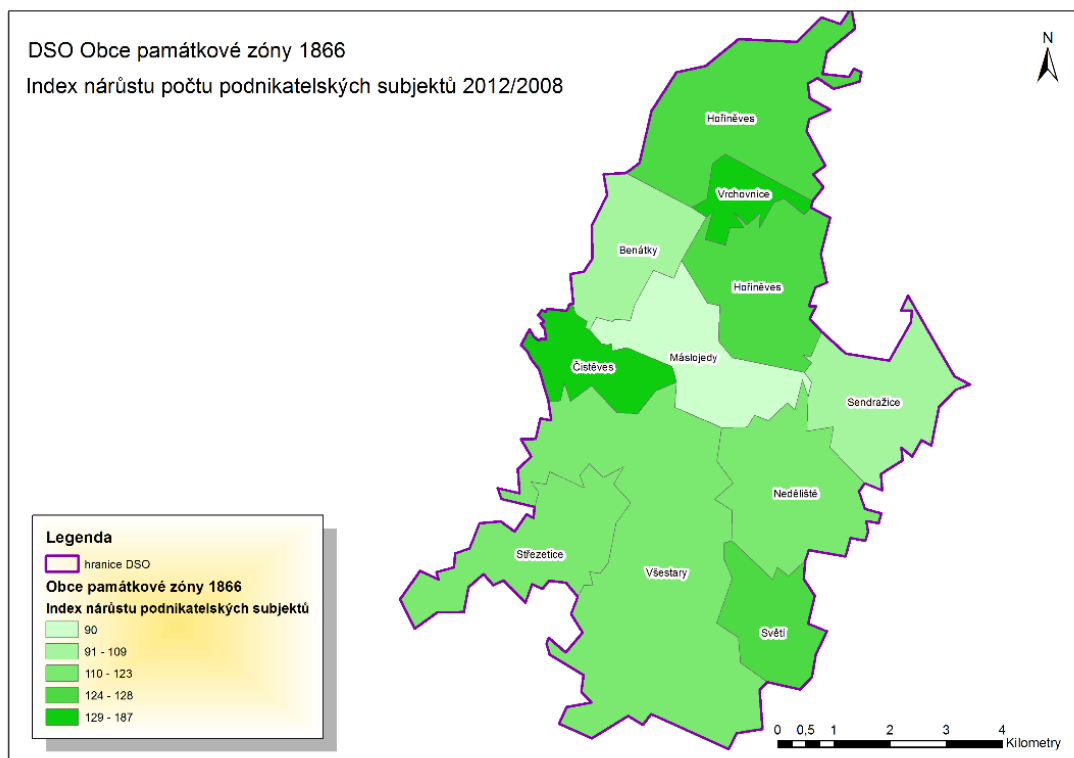 DSO Obce památkové zóny 1866
Index nárůstu počtu podnikatelských subjektů 2012/2008
N
Hořiněves
Vrchovnice
Benátky
Hořiněves
Máslojedy
Čistěves
Sendražice
Neděliště
Střezetice
Všestary
Světí
Legenda
hranice DSO
Obce památkové zóny 1866
Index nárůstu podnikatelských subjektů
90
91 - 109
110 - 123
124 - 128
129 - 187
0 0,5 1 2 3 4
Kilometry